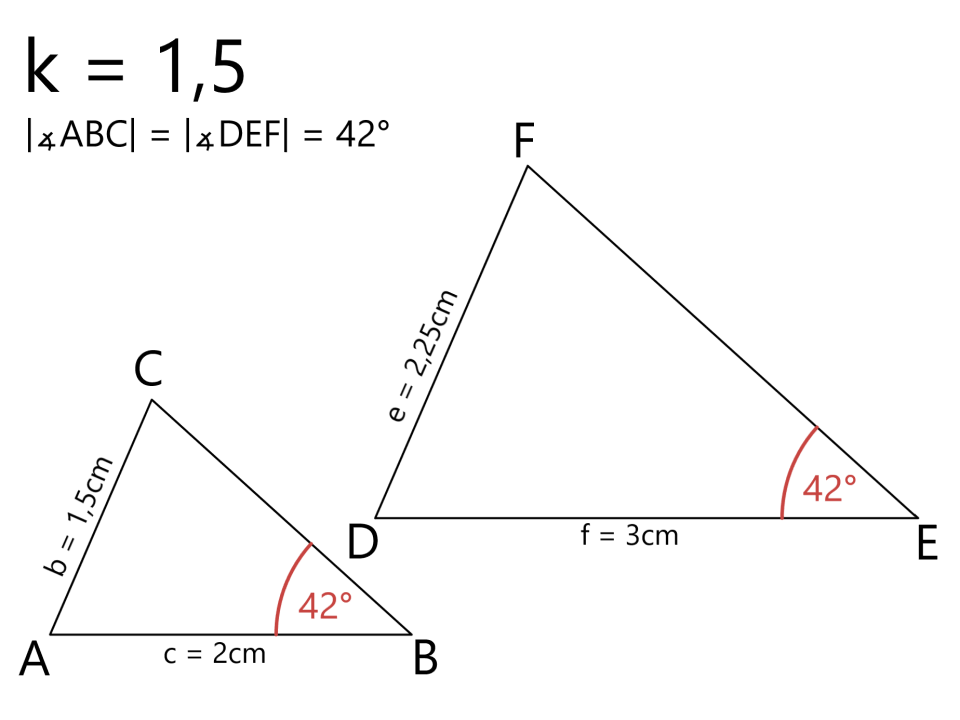 k = 1,5
|∡ABC| = |∡DEF| = 42°
F
e = 2,25cm
C
b = 1,5cm
42°
D
f = 3cm
E
42°
A
c = 2cm
B